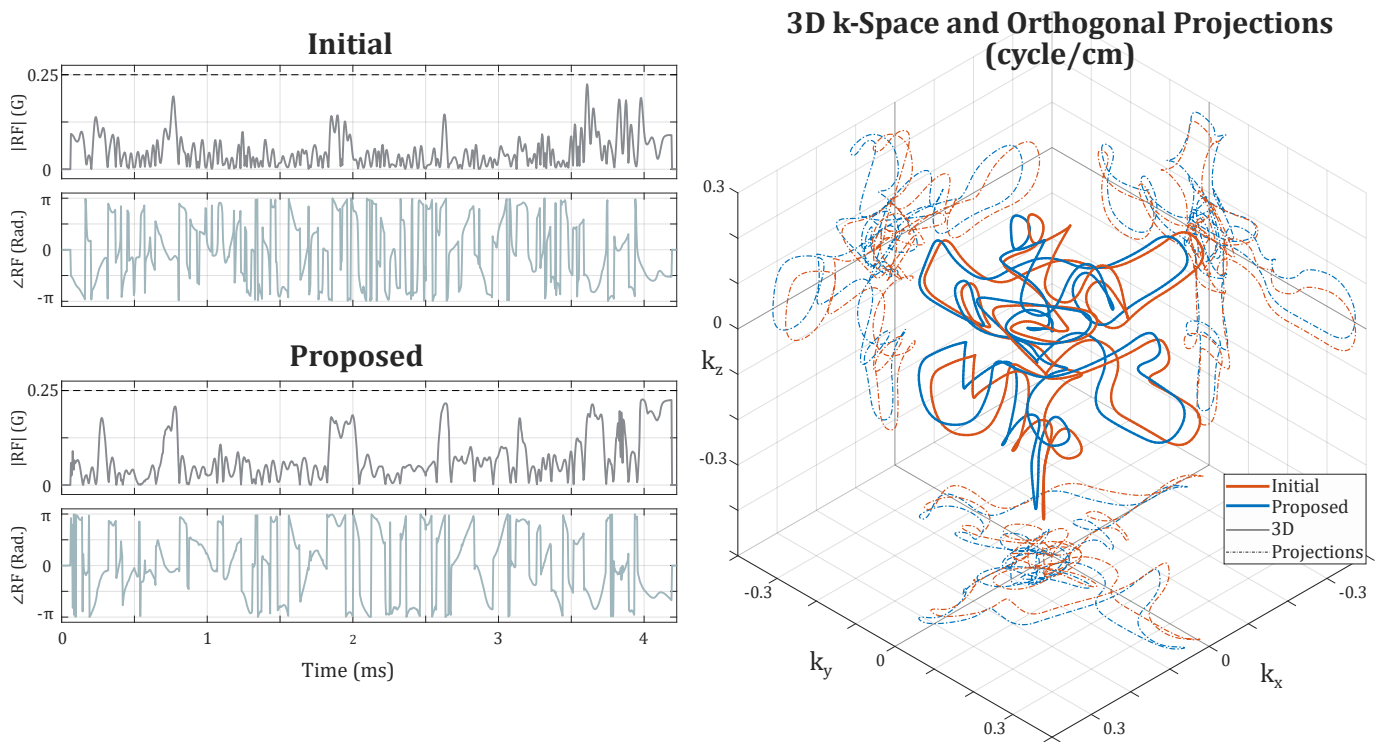 Initial
0.25
|RF| (G)
0
π
∠RF (Rad.)
0
-π
Proposed
0.25
|RF| (G)
0
π
∠RF (Rad.)
0
-π
0 1 2 3 4
Time (ms)
3D k-Space and Orthogonal Projections
(cycle/cm)
0.3
0
k_z
-0.3
Initial
Proposed
3D
Projections
-0.3
0
0.3
k_y
-0.3
0
0.3
k_x